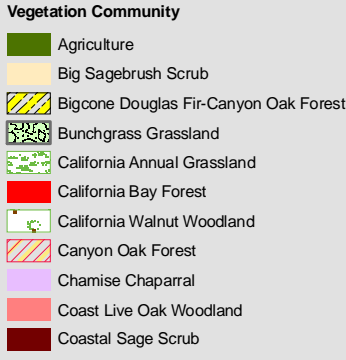 Vegetation Community
Agriculture
Big Sagebrush Scrub
Bigcone Douglas Fir-Canyon Oak Forest
Bunchgrass Grassland
California Annual Grassland
California Bay Forest
California Walnut Woodland
Canyon Oak Forest
Chamise Chaparral
Coast Live Oak Woodland
Coastal Sage Scrub